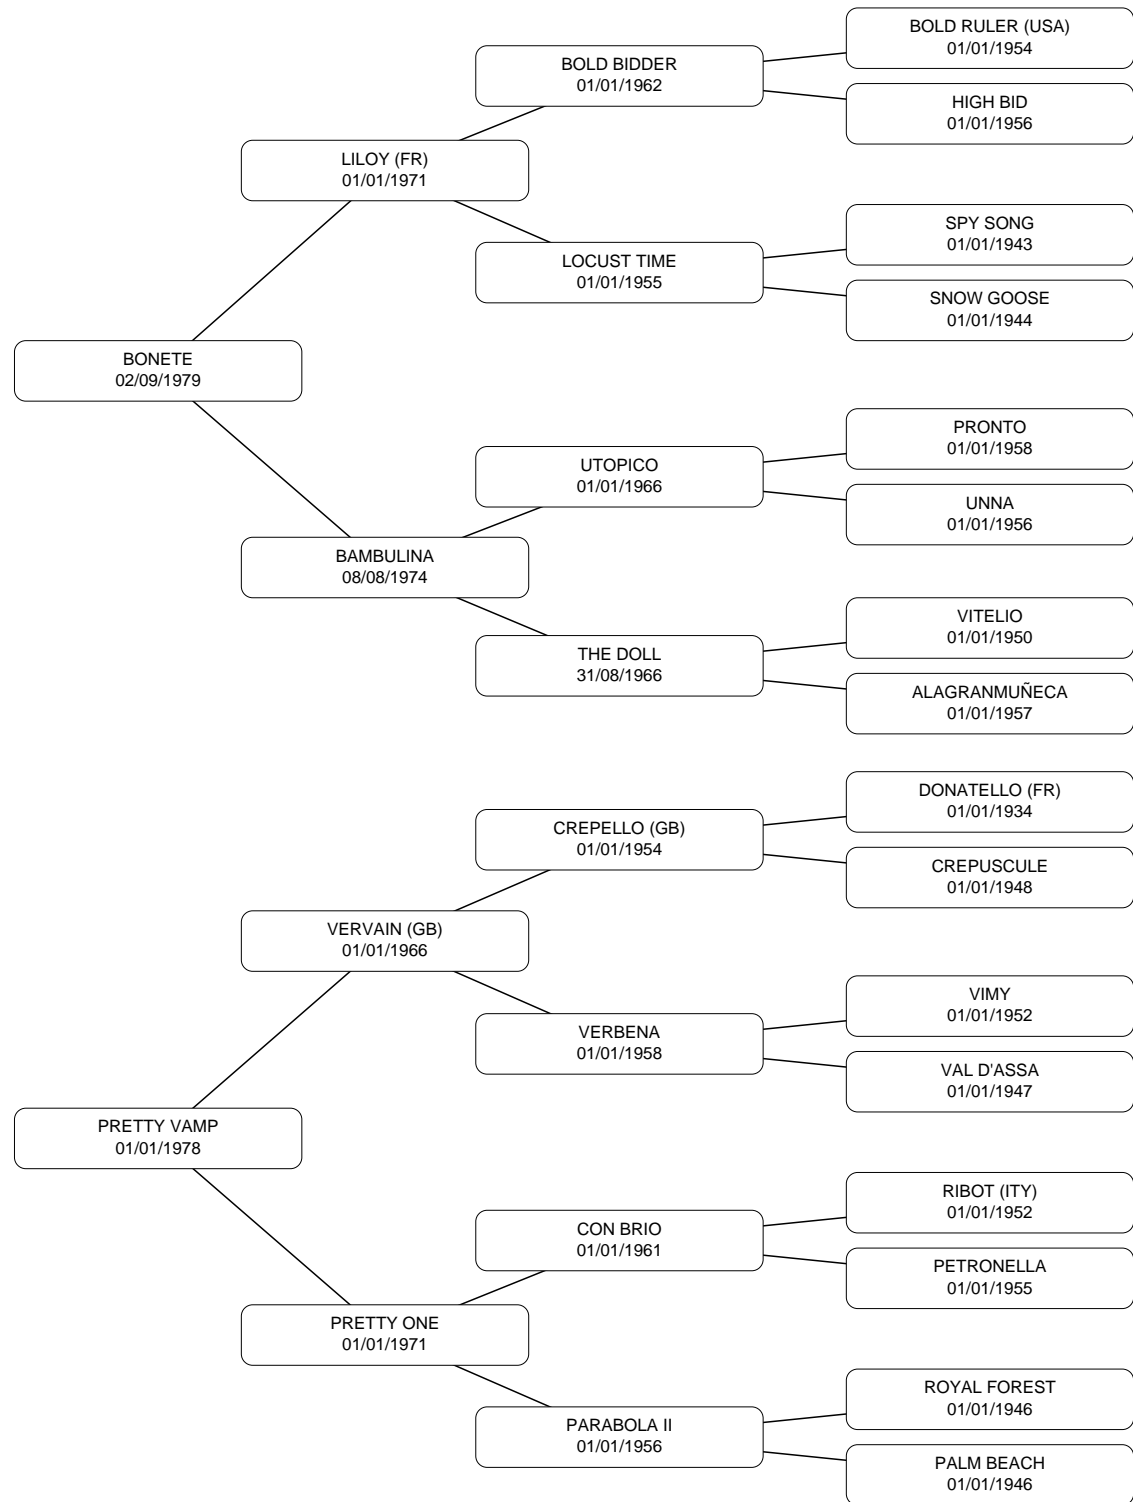 BOLD RULER (USA)
01/01/1954
BOLD BIDDER
01/01/1962
HIGH BID
01/01/1956
LILOY (FR)
01/01/1971
SPY SONG
01/01/1943
LOCUST TIME
01/01/1955
SNOW GOOSE
01/01/1944
BONETE
02/09/1979
PRONTO
01/01/1958
UTOPICO
01/01/1966
UNNA
01/01/1956
BAMBULINA
08/08/1974
VITELIO
01/01/1950
THE DOLL
31/08/1966
ALAGRANMUÑECA
01/01/1957
DONATELLO (FR)
01/01/1934
CREPELLO (GB)
01/01/1954
CREPUSCULE
01/01/1948
VERVAIN (GB)
01/01/1966
VIMY
01/01/1952
VERBENA
01/01/1958
VAL D'ASSA
01/01/1947
PRETTY VAMP
01/01/1978
RIBOT (ITY)
01/01/1952
CON BRIO
01/01/1961
PETRONELLA
01/01/1955
PRETTY ONE
01/01/1971
ROYAL FOREST
01/01/1946
PARABOLA II
01/01/1956
PALM BEACH
01/01/1946